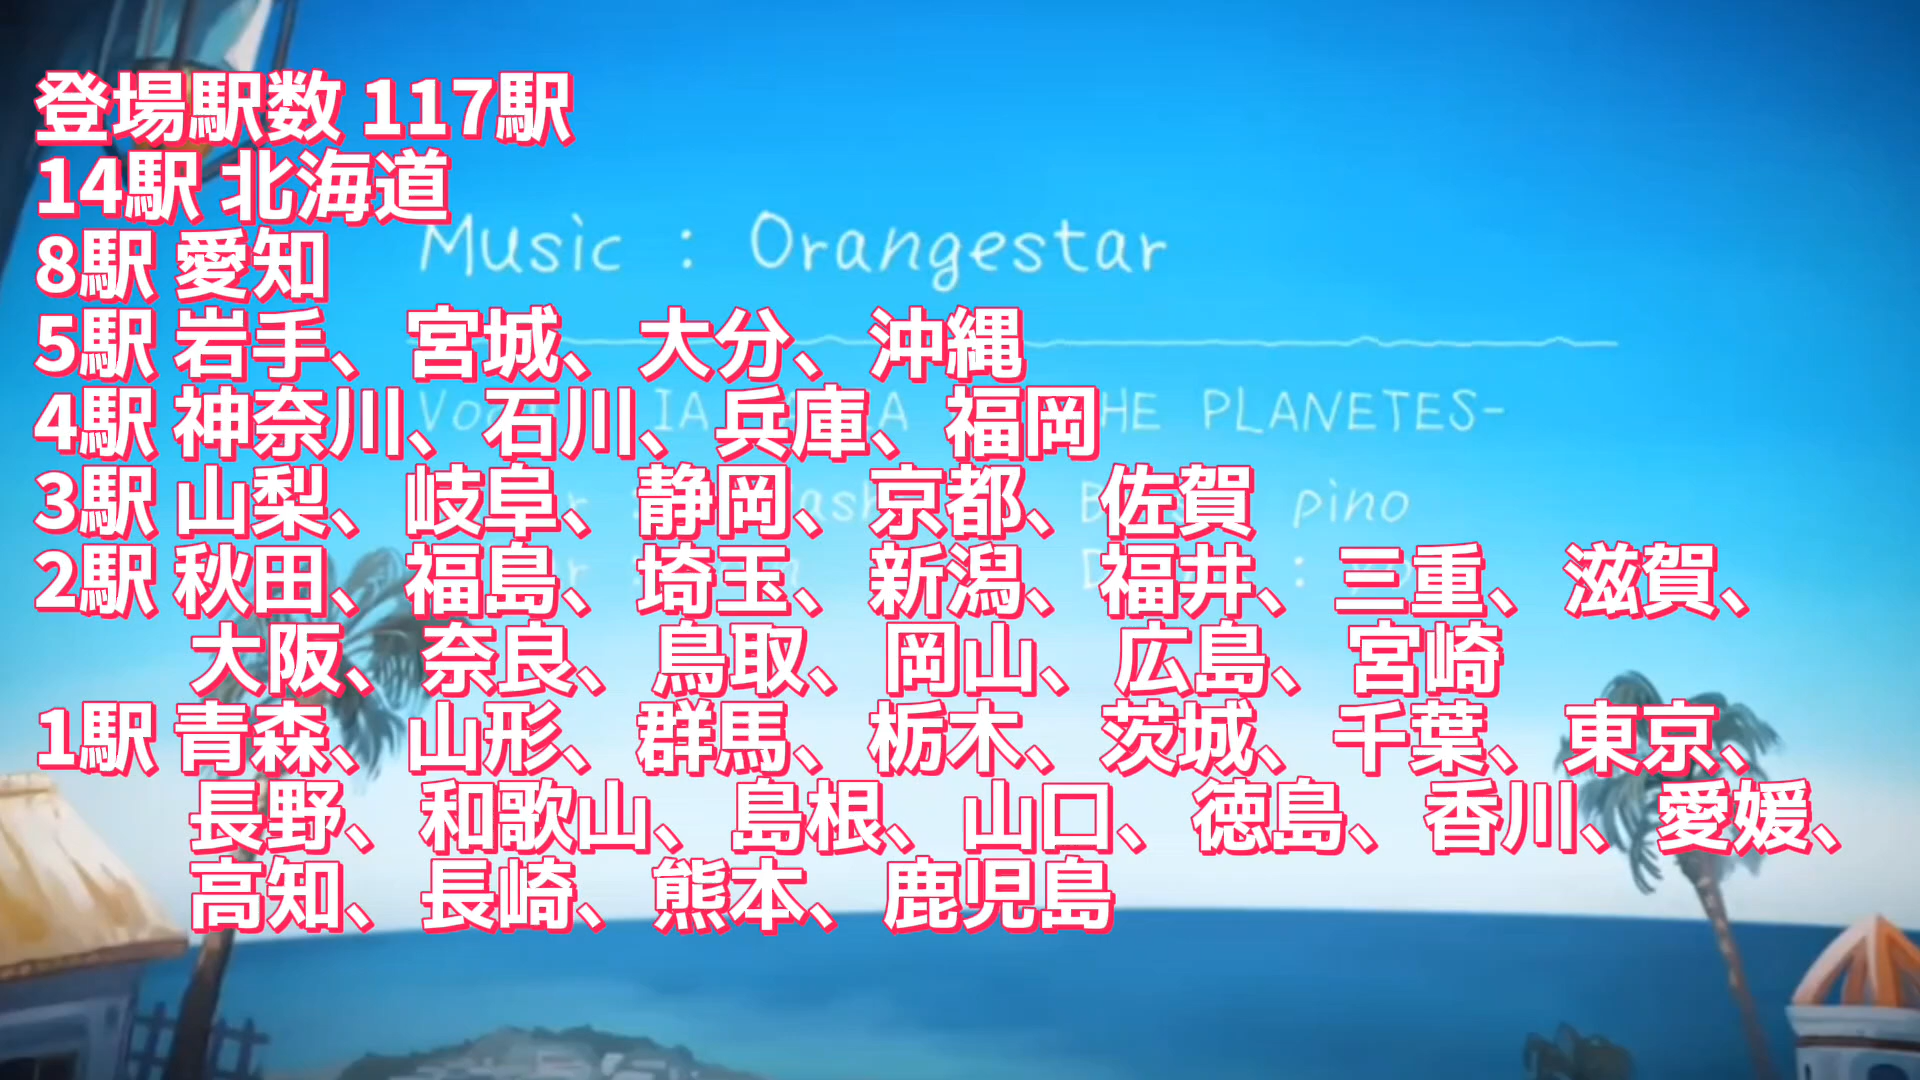 登場駅数 117駅
14駅 北海道
8駅 愛知
5駅 岩手、宮城、大分、沖縄
4駅 神奈川、石川、兵庫、福岡
3駅 山梨、岐阜、静岡、京都、佐賀
2駅 秋田、福島、埼玉、新潟、福井、三重、滋賀、
大阪、奈良、鳥取、岡山、広島、宮崎
1駅 青森、山形、群馬、栃木、茨城、千葉、東京、
長野、和歌山、島根、山口、徳島、香川、愛媛、
高知、長崎、熊本、鹿児島
Music : Orangestar
IA PLANETES-
pino